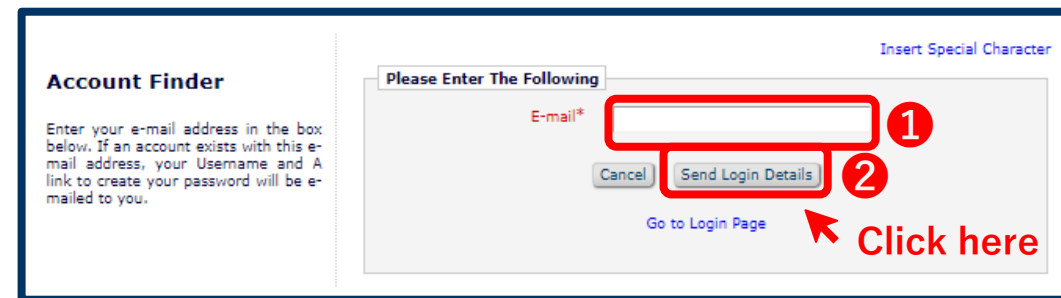 Insert Special Character
Account Finder
Enter your e-mail address in the box
below. If an account exists with this e-
mail address, your Username and A
link to create your password will be e-
mailed to you.
Please Enter The Following
E-mail*
1
Cancel Send Login Details 2
Go to Login Page
Click here